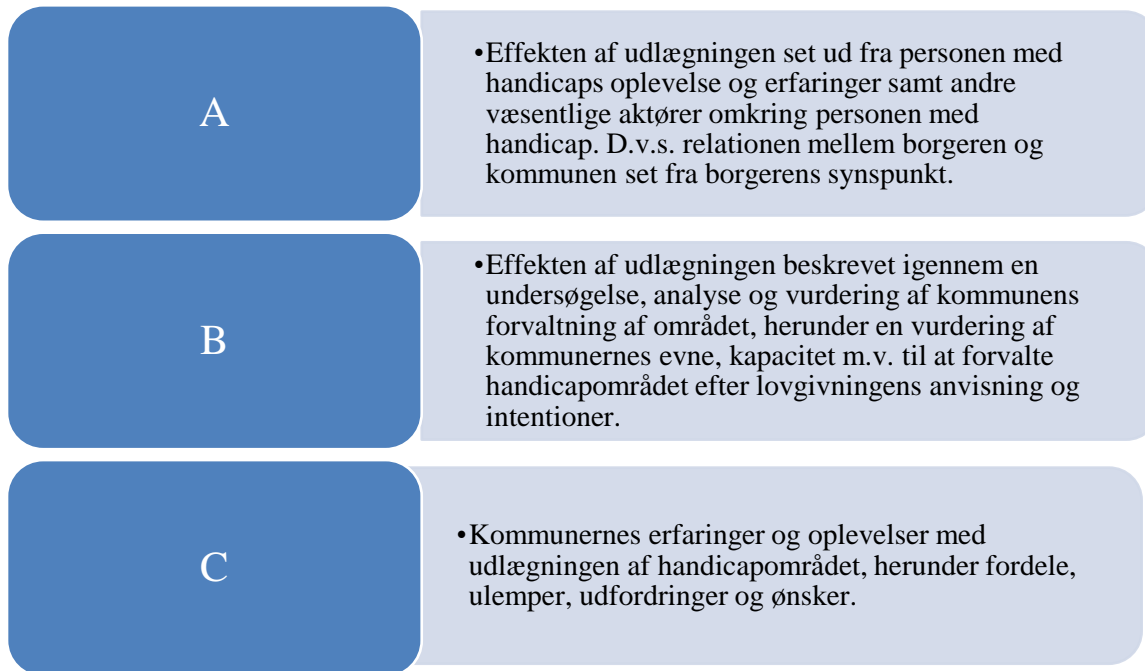 A
•Effekten af udlægningen set ud fra personen med
handicaps oplevelse og erfaringer samt andre
væsentlige aktører omkring personen med
handicap. D.v.s. relationen mellem borgeren og
kommunen set fra borgerens synspunkt.
B
•Effekten af udlægningen beskrevet igennem en
undersøgelse, analyse og vurdering af kommunens
forvaltning af området, herunder en vurdering af
kommunernes evne, kapacitet m.v. til at forvalte
handicapområdet efter lovgivningens anvisning og
intentioner.
C
•Kommunernes erfaringer og oplevelser med
udlægningen af handicapområdet, herunder fordele,
ulemper, udfordringer og ønsker.